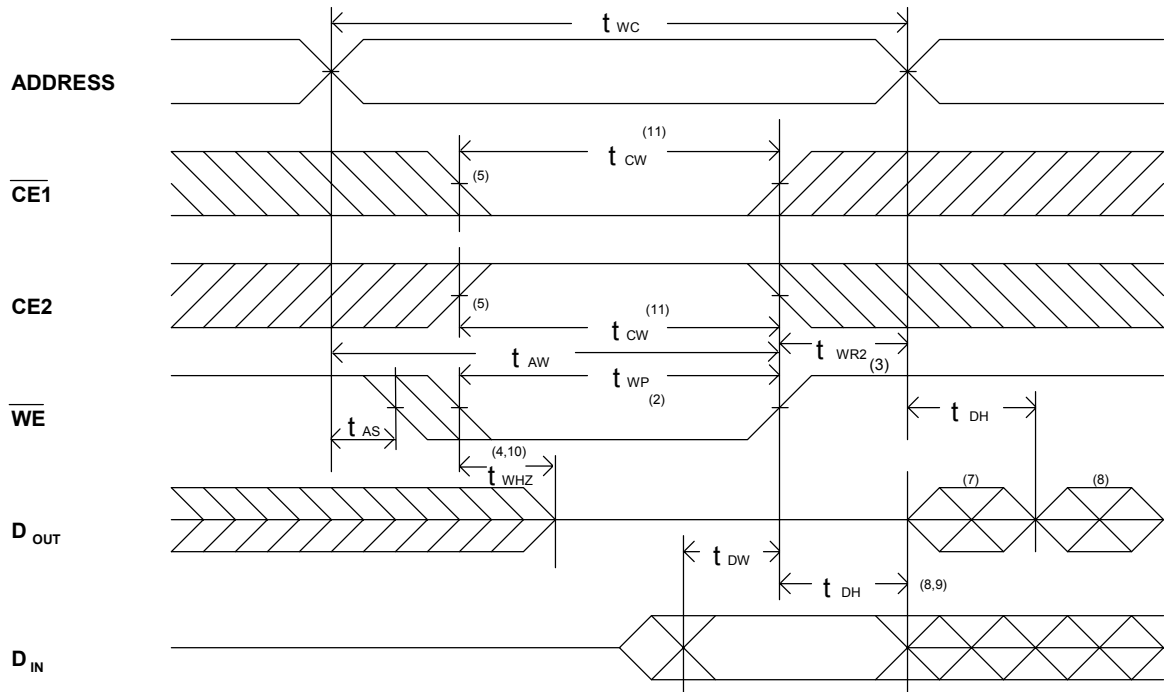 t WC
ADDRESS
(11)
t CW
CE1
(5)
CE2
(5)
(11)
t CW
t AW
t WR2
t WP
(3)
(2)
WE
t AS
t DH
(4,10)
t WHZ
(7)
(8)
D OUT
t DW
t DH
(8,9)
D IN